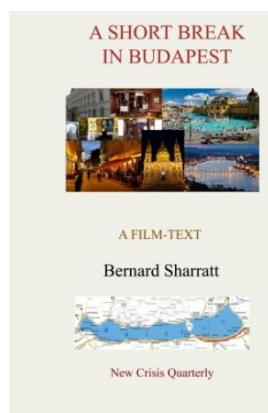 A SHORT BREAK
IN BUDAPEST
A FILM-TEXT
Bernard Sharratt
New Crisis Quarterly